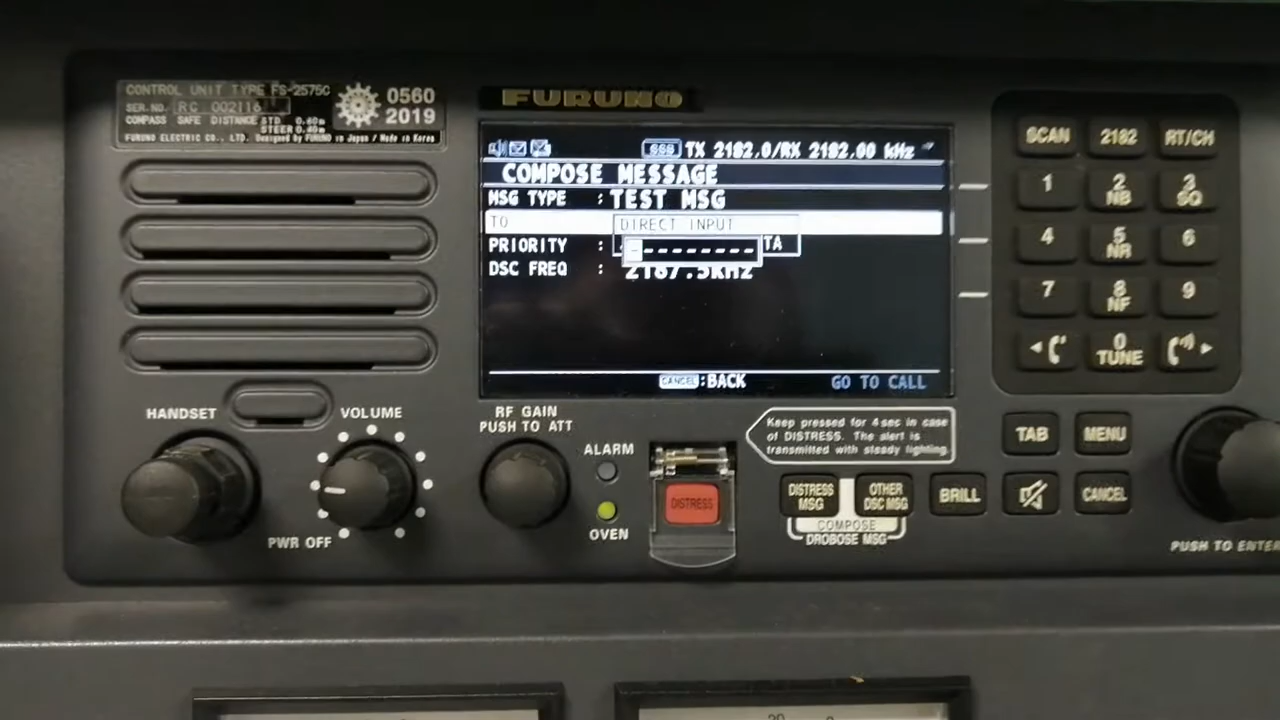 CONTROL UNIT TYPE FS-2575C
SER.NO. RC 002116
COMPASS SAFE DISTANCE STD 0.60m
STEER 0.40m
FURUNO ELECTRIC CO., LTD. Designed by FURUNO in Japan / Made in Korea
0560
2019
FURUNO
SSB TX 2182.0/RX 2182.00 kHz
COMPOSE MESSAGE
MSG TYPE : TEST MSG
TO DIRECT INPUT
PRIORITY : TA
DSC FREQ : 2187.5kHz
CANCEL:BACK GO TO CALL
SCAN 2182 RT/CH
1 2 NB 3 SQ
4 5 NR 6
7 8 NF 9
0 TUNE
HANDSET
VOLUME
PWR OFF
RF GAIN
PUSH TO ATT
ALARM
OVEN
DISTRESS
Keep pressed for 4sec in case
of DISTRESS. The alert is
transmitted with steady lighting.
DISTRESS MSG
OTHER DSC MSG
COMPOSE
DROBOSE MSG
TAB MENU
BRILL CANCEL
PUSH TO ENTER
20 0